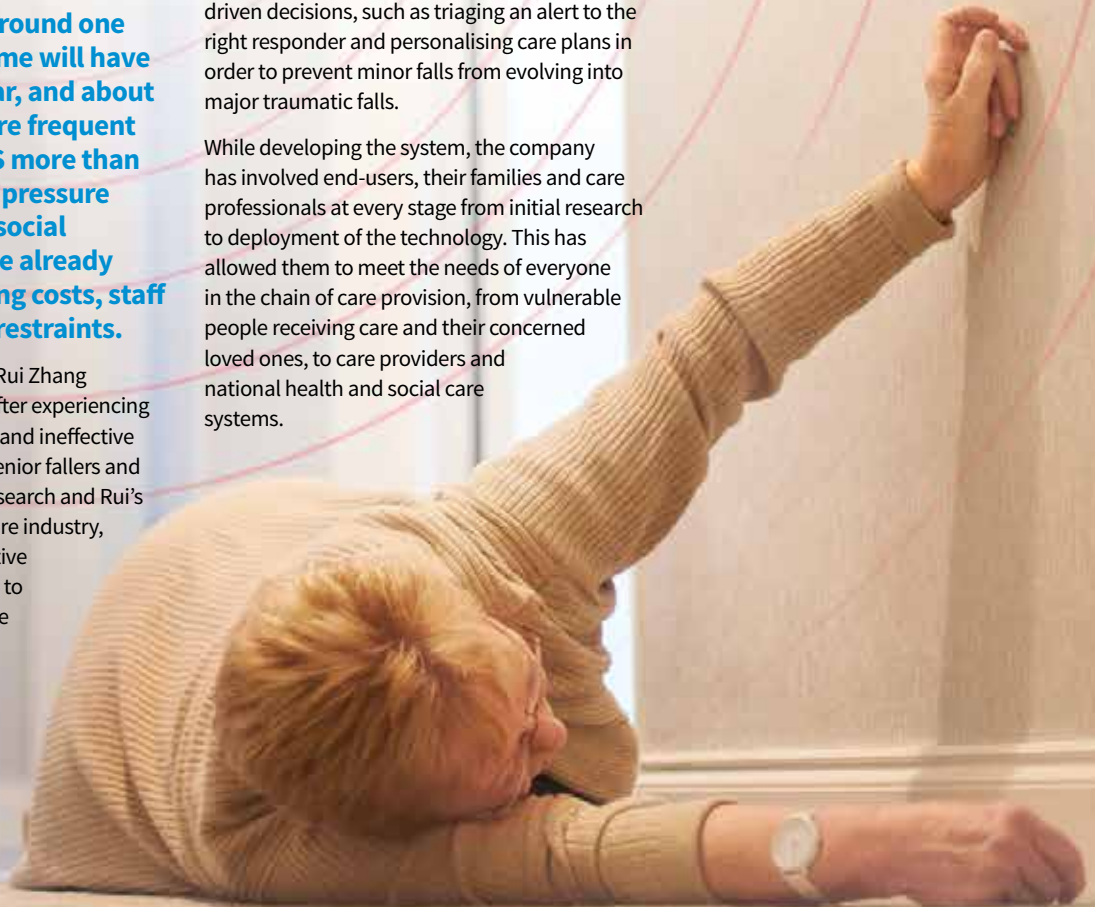 round one
me will have
ar, and about
re frequent
S more than
pressure
social
e already
ng costs, staff
restraints.
Rui Zhang
fter experiencing
and ineffective
enior fallers and
search and Rui’s
re industry,
tive
to
e
driven decisions, such as triaging an alert to the
right responder and personalising care plans in
order to prevent minor falls from evolving into
major traumatic falls.
While developing the system, the company
has involved end-users, their families and care
professionals at every stage from initial research
to deployment of the technology. This has
allowed them to meet the needs of everyone
in the chain of care provision, from vulnerable
people receiving care and their concerned
loved ones, to care providers and
national health and social care
systems.